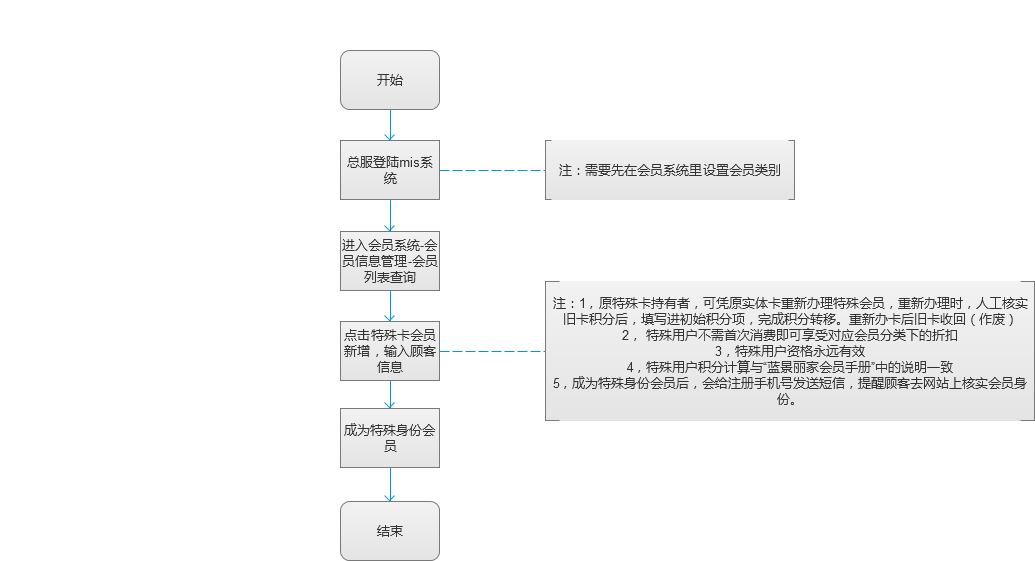 开始
总服登陆mis系
统
注：需要先在会员系统里设置会员类别
进入会员系统-会
员信息管理-会员
列表查询
点击特殊卡会员
新增，输入顾客
信息
注：1，原特殊卡持有者，可凭原实体卡重新办理特殊会员，重新办理时，人工核实
旧卡积分后，填写进初始积分项，完成积分转移。重新办卡后旧卡收回（作废）
2， 特殊用户不需首次消费即可享受对应会员分类下的折扣
3，特殊用户资格永远有效
4，特殊用户积分计算与“蓝景丽家会员手册”中的说明一致
5，成为特殊身份会员后，会给注册手机号发送短信，提醒顾客去网站上核实会员身
份。
成为特殊身份会
员
结束